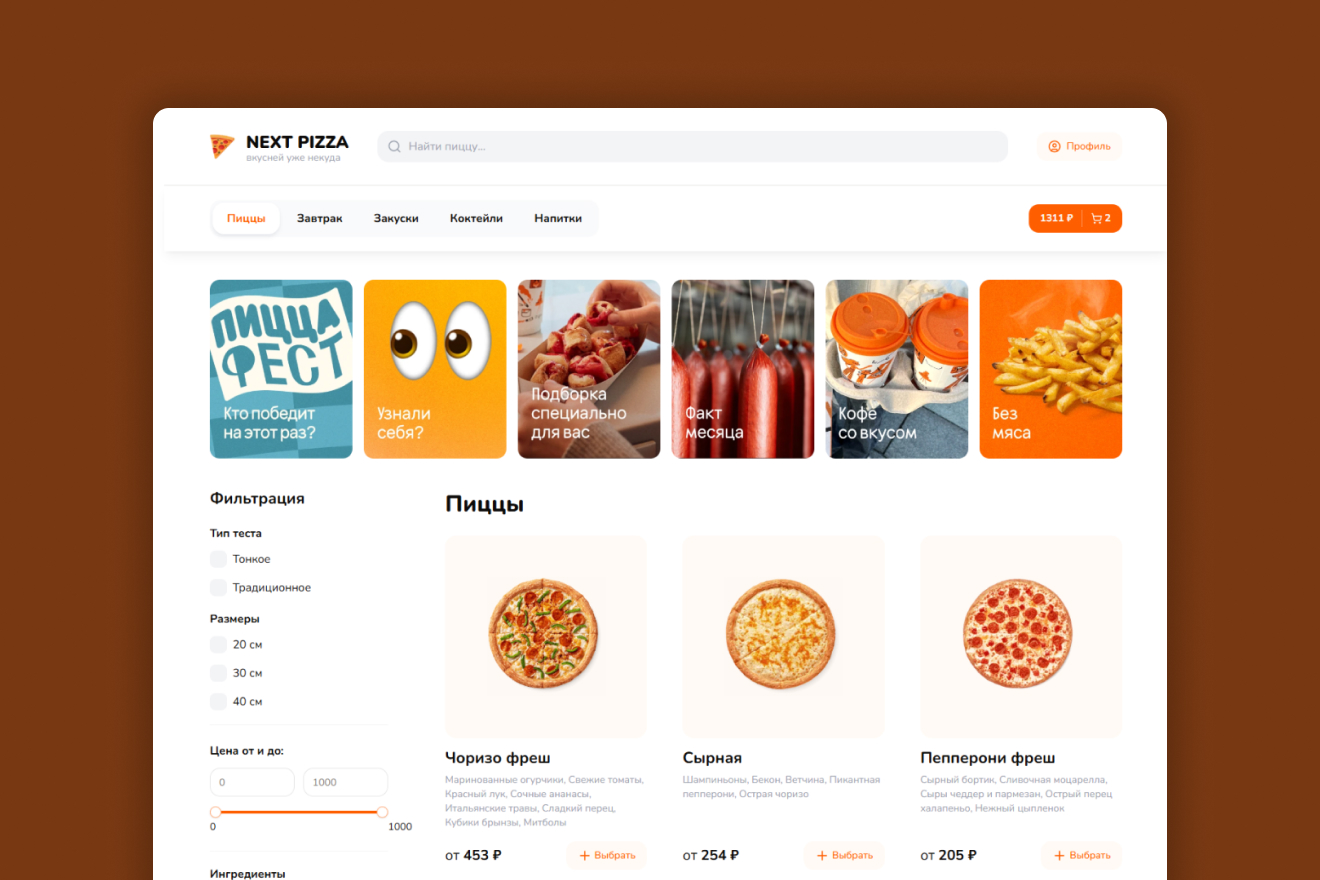 NEXT PIZZA
вкусней уже некуда
Найти пиццу...
Профиль
Пиццы
Завтрак
Закуски
Коктейли
Напитки
1311 ₽
2
ПИЦЦА
ФЕСТ
Кто победит
на этот раз?
Узнали
себя?
Подборка
специально
для вас
Факт
месяца
Кофе
со вкусом
Без
мяса
Фильтрация
Тип теста
Тонкое
Традиционное
Размеры
20 см
30 см
40 см
Цена от и до:
0
1000
0
1000
Ингредиенты
Пиццы
Чоризо фреш
Маринованные огурчики, Свежие томаты,
Красный лук, Сочные ананасы,
Итальянские травы, Сладкий перец,
Кубики брынзы, Митболы
от 453 ₽
Выбрать
Сырная
Шампиньоны, Бекон, Ветчина, Пикантная
пепперони, Острая чоризо
от 254 ₽
Выбрать
Пепперони фреш
Сырный бортик, Сливочная моцарелла,
Сыры чеддер и пармезан, Острый перец
халапеньо, Нежный цыпленок
от 205 ₽
Выбрать